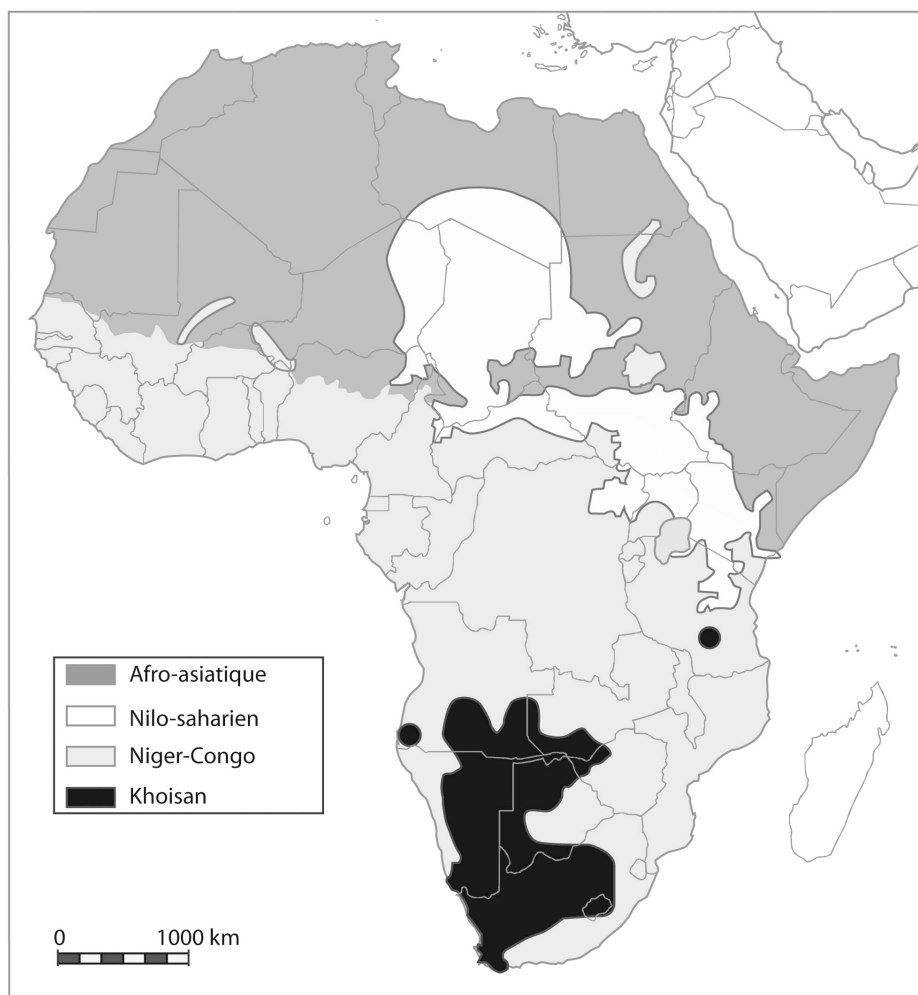 Afro-asiatique
Nilo-saharien
Niger-Congo
Khoisan
0 1000 km